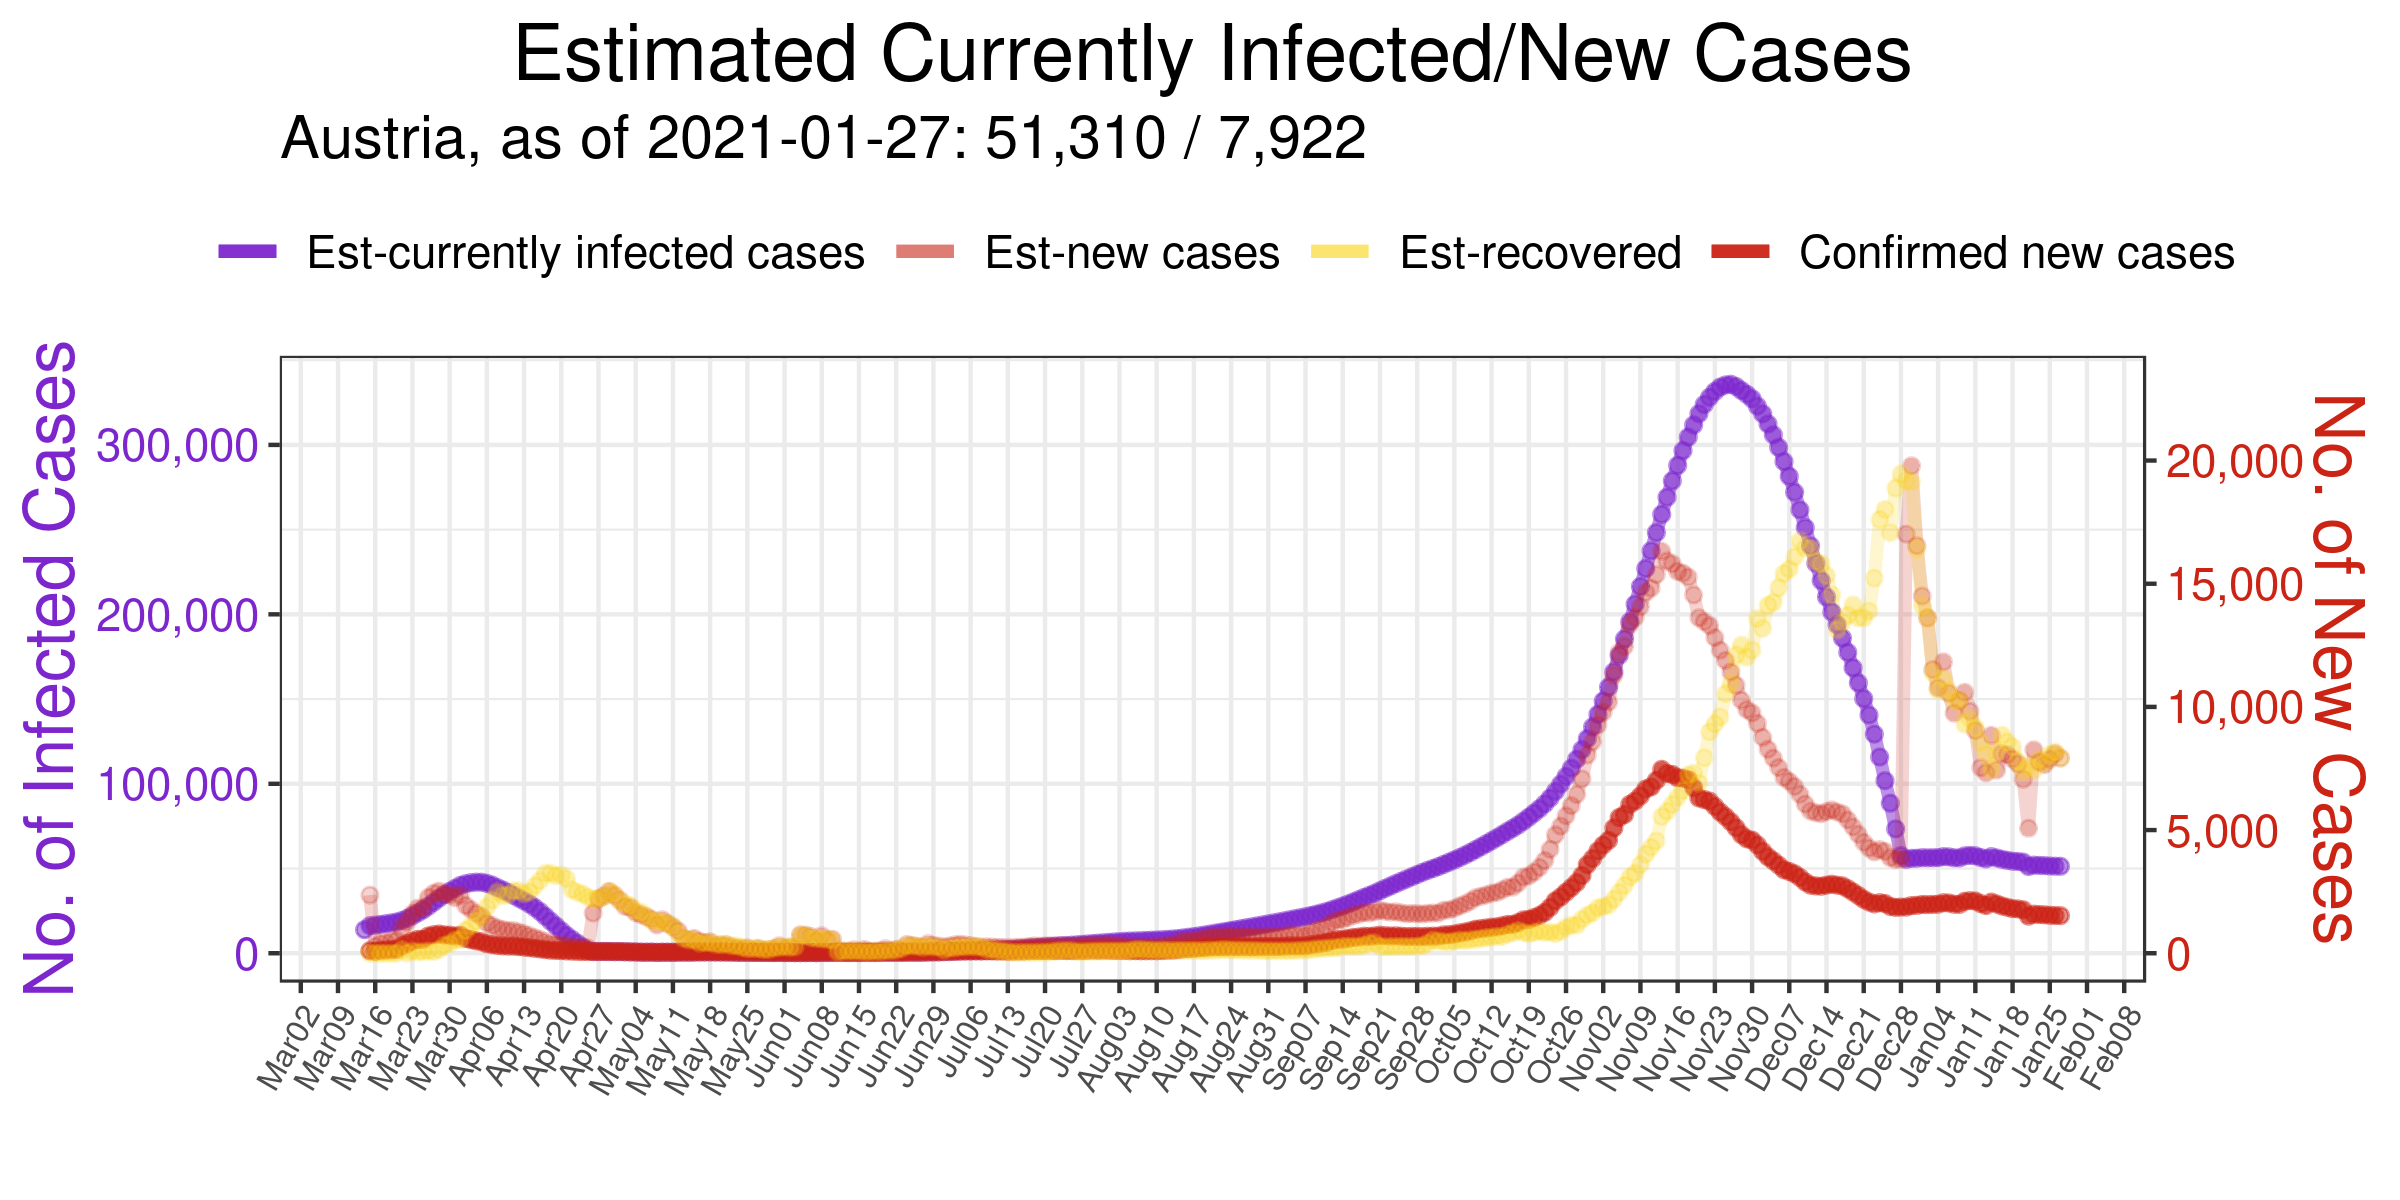 Estimated Currently Infected/New Cases
Austria, as of 2021-01-27: 51,310 / 7,922
Est-currently infected cases Est-new cases Est-recovered Confirmed new cases
No. of Infected Cases
300,000
200,000
100,000
0
20,000
15,000
10,000
5,000
0
No. of New Cases
Mar02 Mar09 Mar16 Mar23 Mar30 Apr06 Apr13 Apr20 Apr27 May04 May11 May18 May25 Jun01 Jun08 Jun15 Jun22 Jun29 Jul06 Jul13 Jul20 Jul27 Aug03 Aug10 Aug17 Aug24 Aug31 Sep07 Sep14 Sep21 Sep28 Oct05 Oct12 Oct19 Oct26 Nov02 Nov09 Nov16 Nov23 Nov30 Dec07 Dec14 Dec21 Dec28 Jan04 Jan11 Jan18 Jan25 Feb01 Feb08